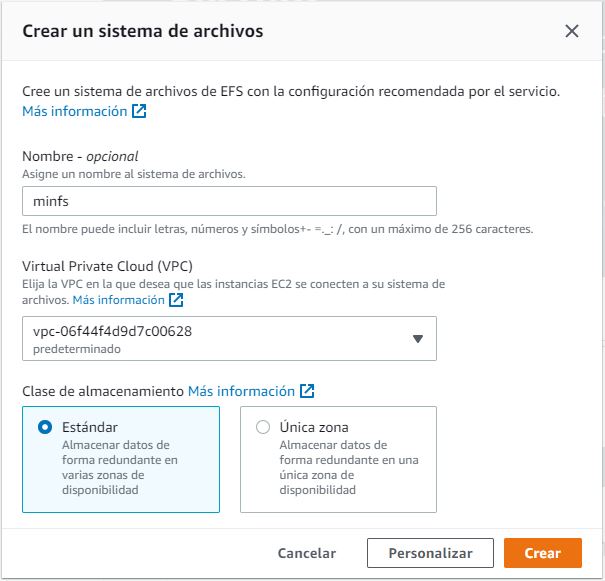 Crear un sistema de archivos
Cree un sistema de archivos de EFS con la configuración recomendada por el servicio.
Más información
Nombre - opcional
Asigne un nombre al sistema de archivos.
minfs
El nombre puede incluir letras, números y símbolos+- =._: /, con un máximo de 256 caracteres.
Virtual Private Cloud (VPC)
Elija la VPC en la que desea que las instancias EC2 se conecten a su sistema de
archivos. Más información
vpc-06f44f4d9d7c00628
predeterminado
Clase de almacenamiento Más información
Estándar
Almacenar datos de
forma redundante en
varias zonas de
disponibilidad
Única zona
Almacenar datos de
forma redundante en una
única zona de
disponibilidad
Cancelar
Personalizar
Crear